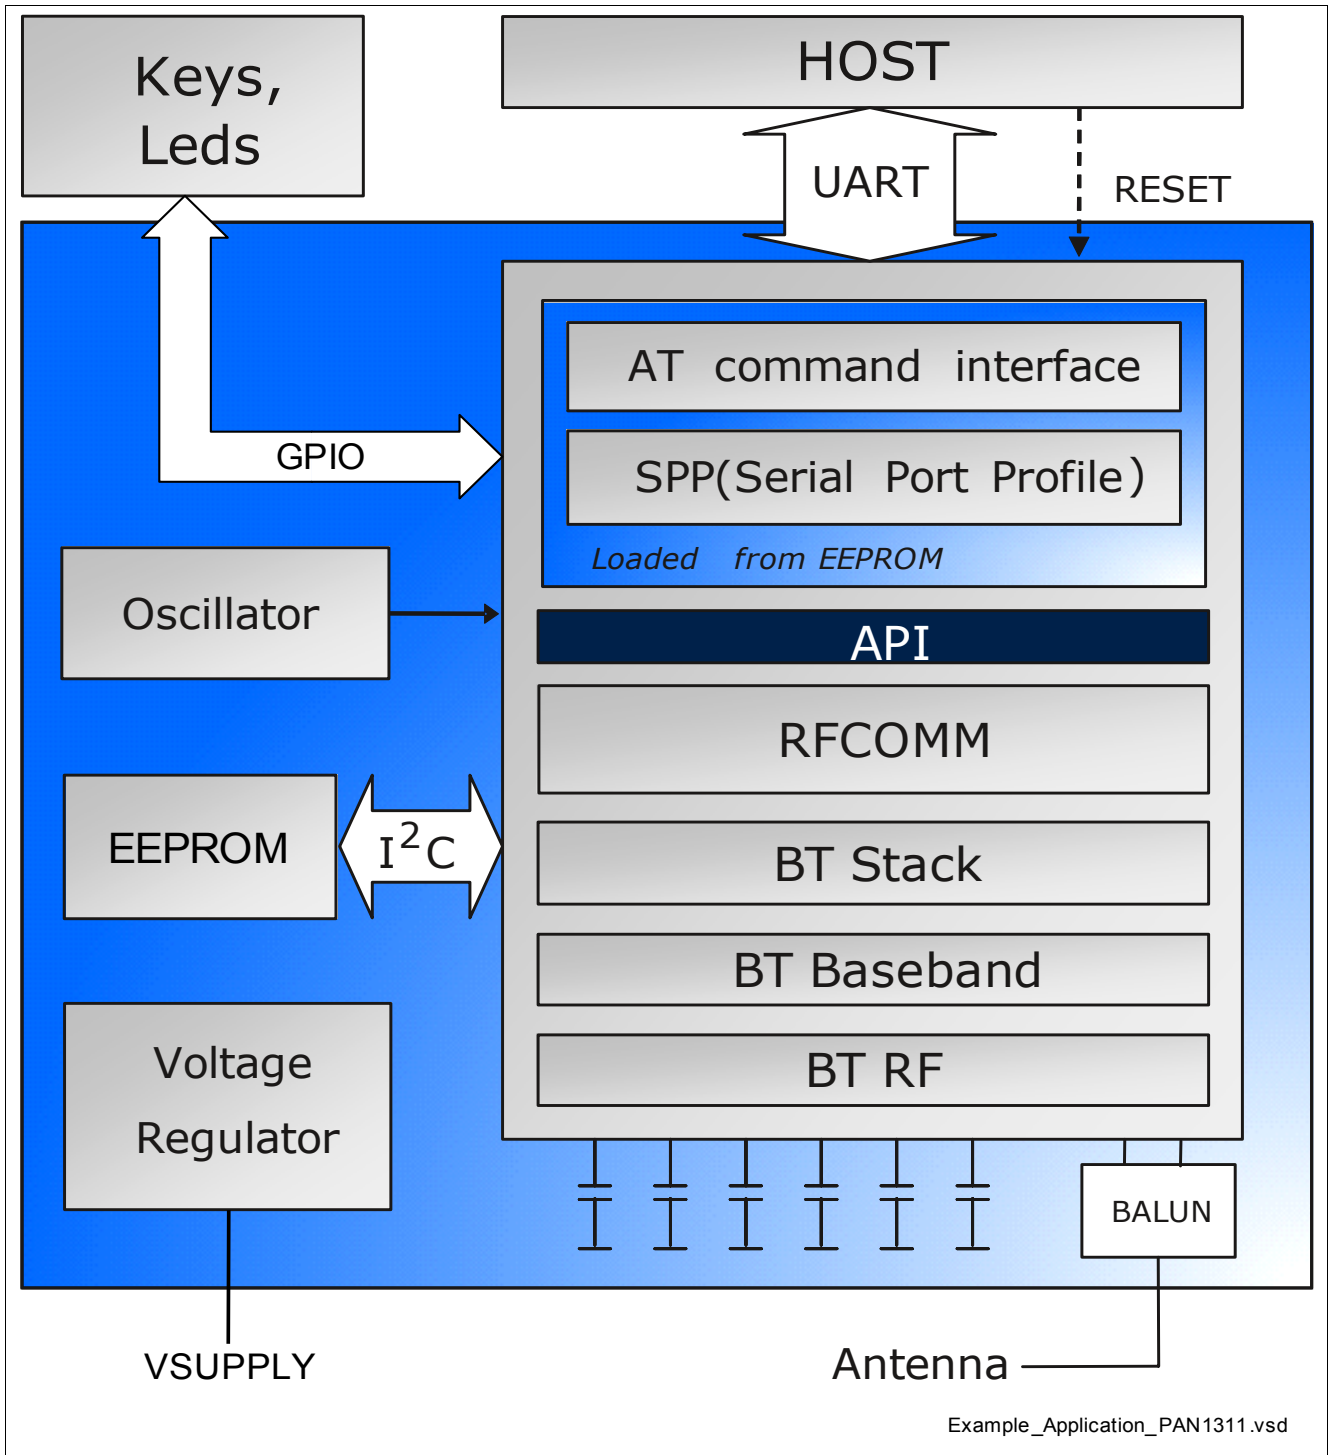 Keys,
Leds
HOST
UART
RESET
AT command interface
SPP(Serial Port Profile)
Loaded from EEPROM
GPIO
Oscillator
API
RFCOMM
EEPROM
I²C
BT Stack
BT Baseband
Voltage
Regulator
BT RF
BALUN
VSUPPLY
Antenna
Example_Application_PAN1311.vsd